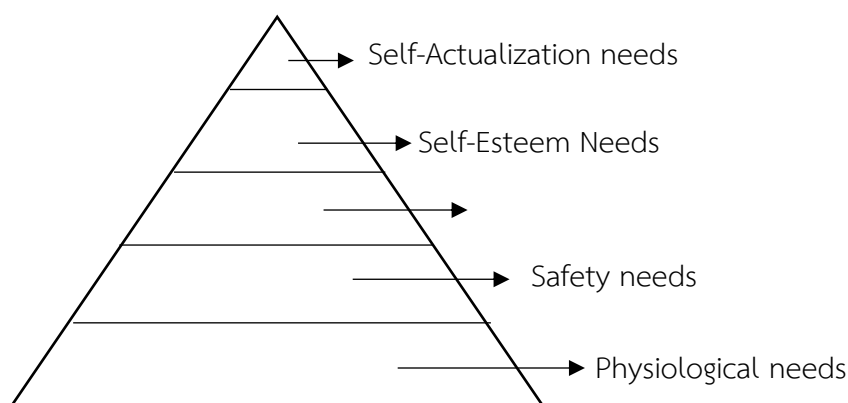 Self-Actualization needs
Self-Esteem Needs
Safety needs
Physiological needs